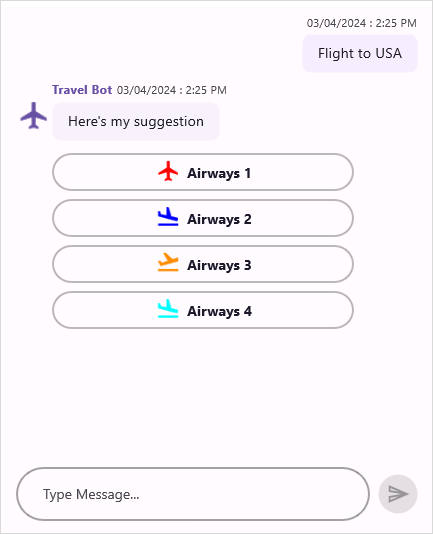 03/04/2024 : 2:25 PM
Flight to USA
Travel Bot 03/04/2024 : 2:25 PM
Here's my suggestion
Airways 1
Airways 2
Airways 3
Airways 4
Type Message...